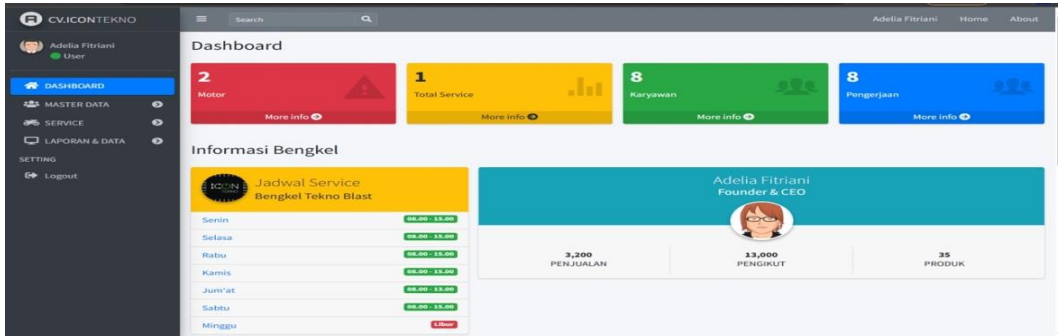 CV.ICONTEKNO
Search
Adelia Fitriani Home About
Adelia Fitriani
User
DASHBOARD
MASTER DATA
SERVICE
LAPORAN & DATA
SETTING
Logout
Dashboard
2
Motor
More info
1
Total Service
More info
8
Karyawan
More info
8
Pengerjaan
More info
Informasi Bengkel
ICON
Jadwal Service
Bengkel Tekno Blast
Senin 08.00 - 15.00
Selasa 08.00 - 15.00
Rabu 08.00 - 15.00
Kamis 08.00 - 15.00
Jum'at 08.00 - 13.00
Sabtu 08.00 - 15.00
Minggu Libur
Adelia Fitriani
Founder & CEO
3,200
PENJUALAN
13,000
PENGIKUT
35
PRODUK